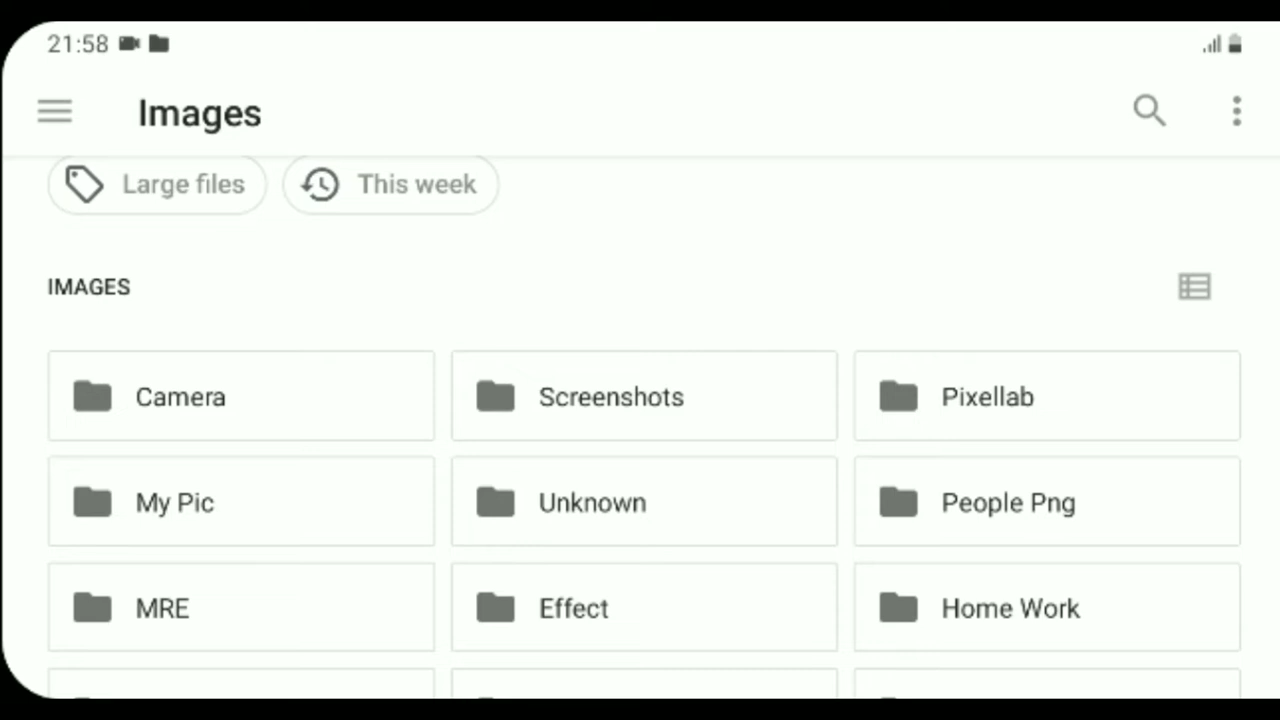 21:58
Images
Large files This week
IMAGES
Camera Screenshots Pixellab
My Pic Unknown People Png
MRE Effect Home Work